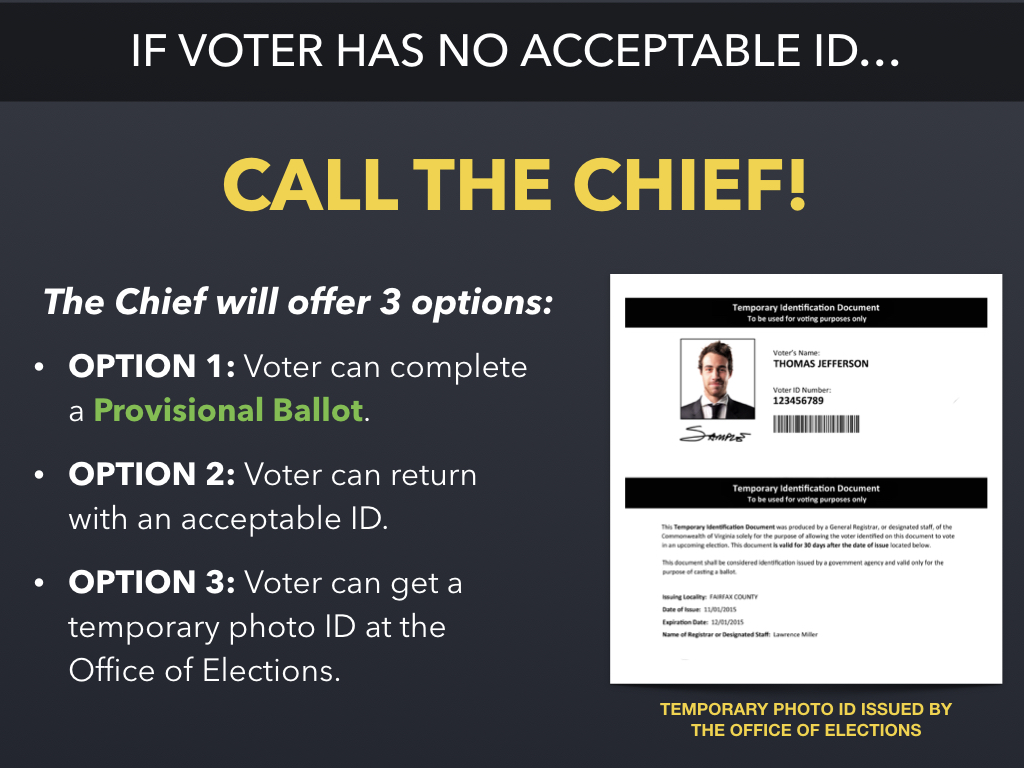 IF VOTER HAS NO ACCEPTABLE ID...
CALL THE CHIEF!
The Chief will offer 3 options:
• OPTION 1: Voter can complete
a Provisional Ballot.
• OPTION 2: Voter can return
with an acceptable ID.
• OPTION 3: Voter can get a
temporary photo ID at the
Office of Elections.
Temporary Identification Document
To be used for voting purposes only
Voter's Name:
THOMAS JEFFERSON
Voter ID Number:
123456789
SAMPLE
Temporary Identification Document
To be used for voting purposes only
This Temporary Identification Document was produced by a General Registrar, or designated staff, of the
Commonwealth of Virginia solely for the purpose of allowing the voter identified on this document to vote
in an upcoming election. This document is valid for 30 days after the date of issue located below.
This document shall be considered identification issued by a government agency and valid only for the
purpose of casting a ballot.
Issuing Locality: FAIRFAX COUNTY
Date of Issue: 11/01/2015
Expiration Date: 12/01/2015
Name of Registrar or Designated Staff: Lawrence Miller
TEMPORARY PHOTO ID ISSUED BY
THE OFFICE OF ELECTIONS